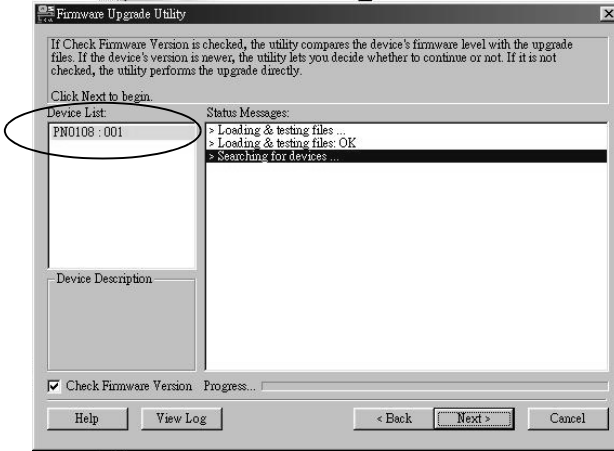 Firmware Upgrade Utility
If Check Firmware Version is checked, the utility compares the device's firmware level with the upgrade
files. If the device's version is newer, the utility lets you decide whether to continue or not. If it is not
checked, the utility performs the upgrade directly.
Click Next to begin.
Device List:
PN0108 : 001
Status Messages:
> Loading & testing files ...
> Loading & testing files: OK
> Searching for devices ...
Device Description
Check Firmware Version Progress...
Help View Log < Back Next > Cancel